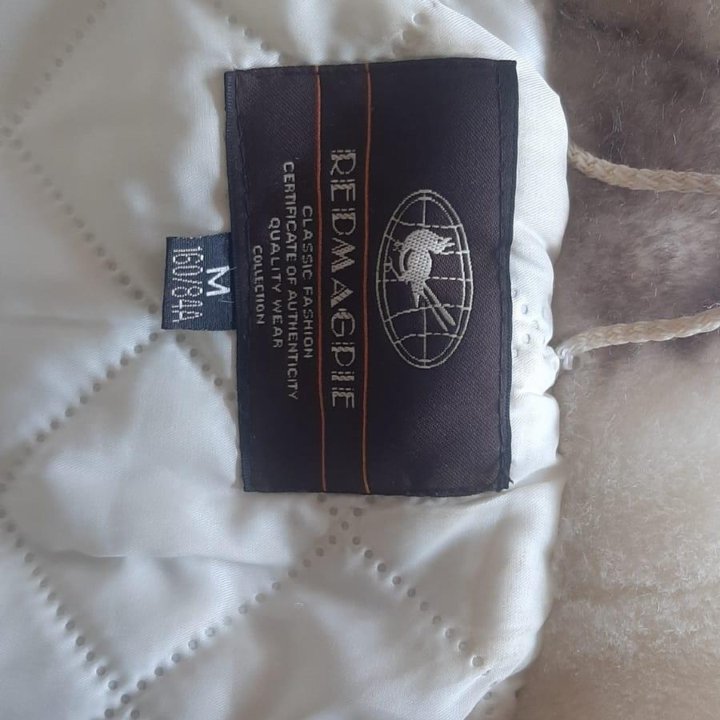 REDMAGPIE
CLASSIC FASHION
CERTIFICATE OF AUTHENTICITY
QUALITY WEAR
COLLECTION
M
160/84A